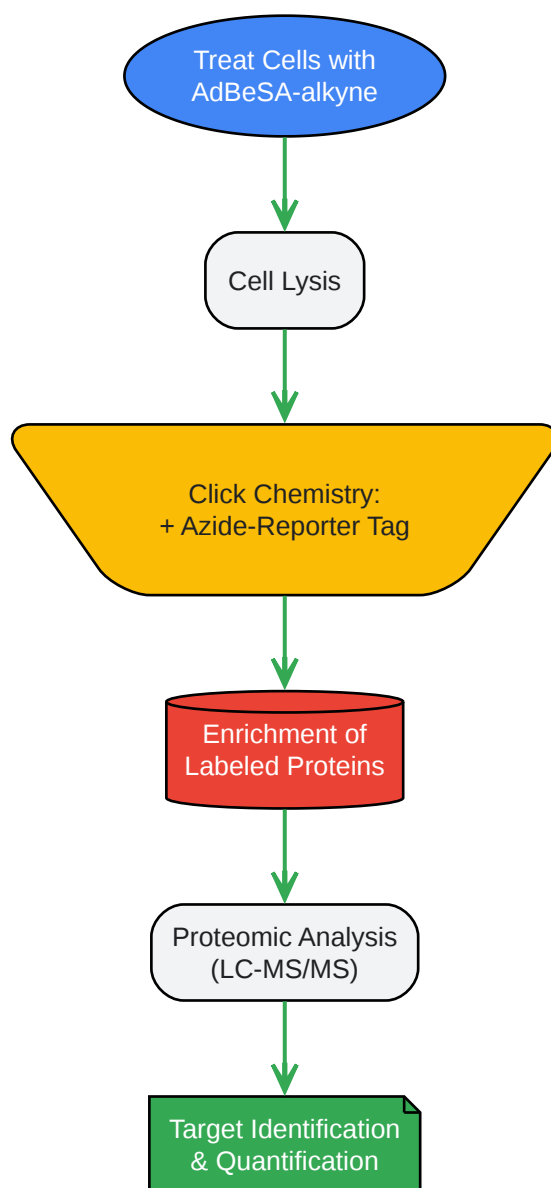 Treat Cells with
AdBeSA-alkyne
Cell Lysis
Click Chemistry:
+ Azide-Reporter Tag
Enrichment of
Labeled Proteins
Proteomic Analysis
(LC-MS/MS)
Target Identification
& Quantification